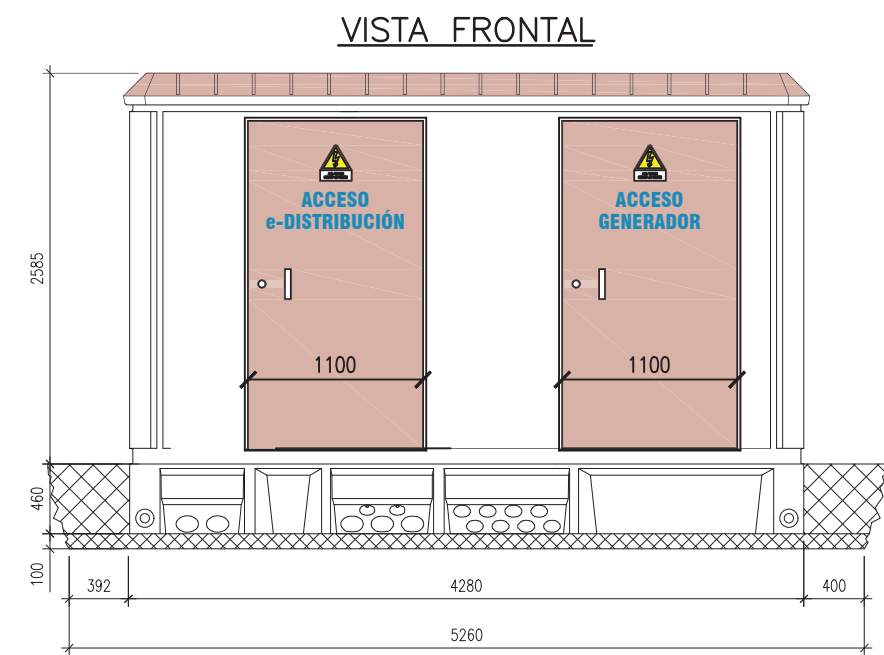 VISTA FRONTAL
ACCESO
e-DISTRIBUCIÓN
ACCESO
GENERADOR
2585
1100
1100
460
100
392
4280
400
5260